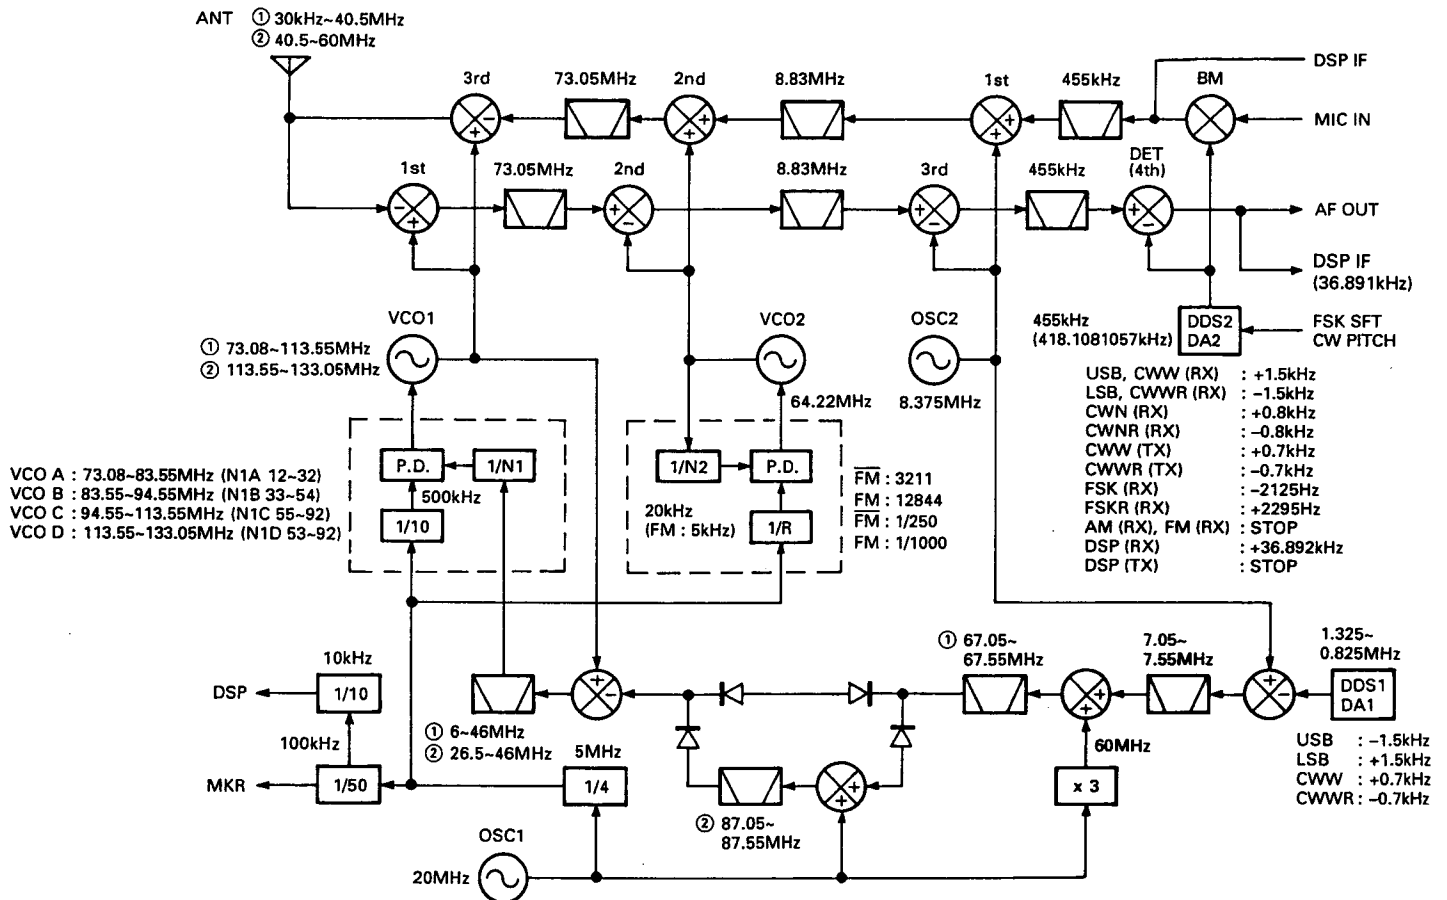 ANT ① 30kHz~40.5MHz
② 40.5~60MHz
3rd
73.05MHz
2nd
8.83MHz
1st
455kHz
BM
DSP IF
MIC IN
1st
73.05MHz
2nd
8.83MHz
3rd
455kHz
DET
(4th)
AF OUT
DSP IF
(36.891kHz)
VCO1
① 73.08~113.55MHz
② 113.55~133.05MHz
VCO2
64.22MHz
OSC2
8.375MHz
455kHz
(418.1081057kHz)
DDS2
DA2
FSK SFT
CW PITCH
USB, CWW (RX) : +1.5kHz
LSB, CWWR (RX) : -1.5kHz
CWN (RX) : +0.8kHz
CWNR (RX) : -0.8kHz
CWW (TX) : +0.7kHz
CWWR (TX) : -0.7kHz
FSK (RX) : -2125Hz
FSKR (RX) : +2295Hz
AM (RX), FM (RX) : STOP
DSP (RX) : +36.892kHz
DSP (TX) : STOP
VCO A : 73.08~83.55MHz (N1A 12~32)
VCO B : 83.55~94.55MHz (N1B 33~54)
VCO C : 94.55~113.55MHz (N1C 55~92)
VCO D : 113.55~133.05MHz (N1D 53~92)
P.D.
1/N1
500kHz
1/10
1/N2
P.D.
20kHz
(FM : 5kHz)
1/R
F̅M̅ : 3211
FM : 12844
F̅M̅ : 1/250
FM : 1/1000
10kHz
DSP
1/10
100kHz
MKR
1/50
① 6~46MHz
② 26.5~46MHz
5MHz
1/4
② 87.05~
87.55MHz
① 67.05~
67.55MHz
7.05~
7.55MHz
1.325~
0.825MHz
DDS1
DA1
60MHz
x 3
USB : -1.5kHz
LSB : +1.5kHz
CWW : +0.7kHz
CWWR : -0.7kHz
OSC1
20MHz